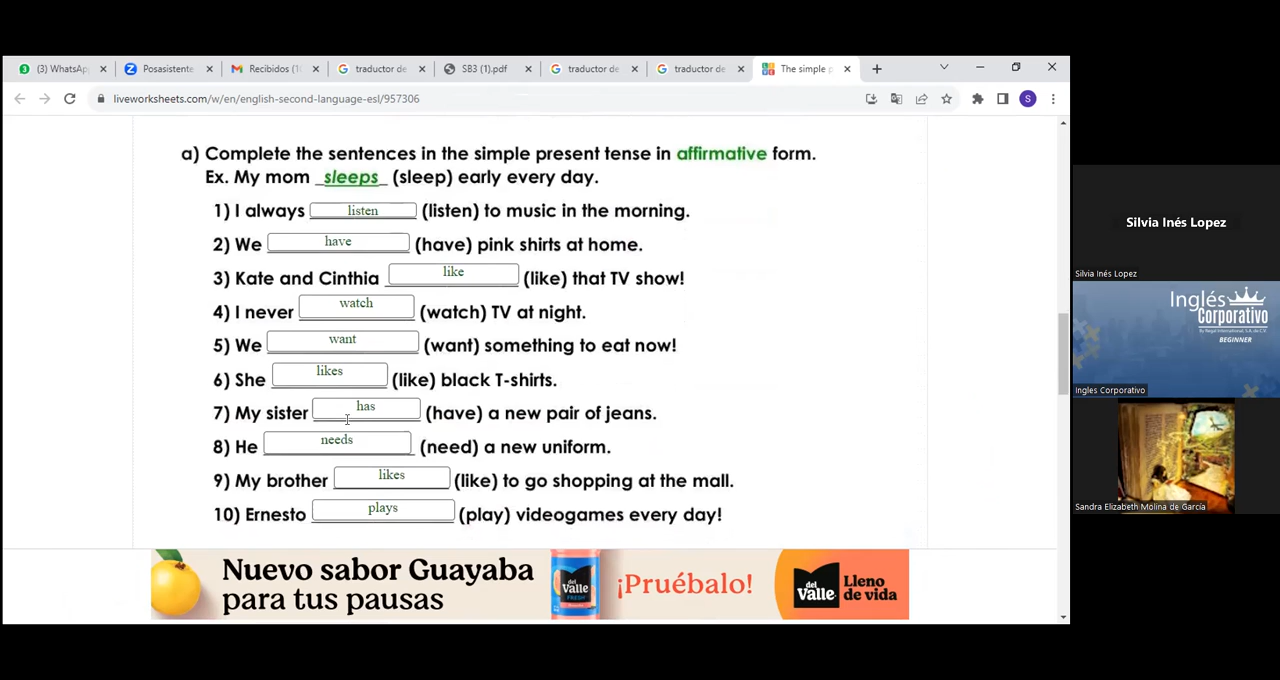 (3) WhatsAp
Posasistente
Recibidos (1
traductor de
SB3 (1).pdf
traductor de
traductor de
The simple p
liveworksheets.com/w/en/english-second-language-esl/957306
S
a) Complete the sentences in the simple present tense in affirmative form.
Ex. My mom _sleeps_ (sleep) early every day.
1) I always listen (listen) to music in the morning.
2) We have (have) pink shirts at home.
3) Kate and Cinthia like (like) that TV show!
4) I never watch (watch) TV at night.
5) We want (want) something to eat now!
6) She likes (like) black T-shirts.
7) My sister has (have) a new pair of jeans.
8) He needs (need) a new uniform.
9) My brother likes (like) to go shopping at the mall.
10) Ernesto plays (play) videogames every day!
Nuevo sabor Guayaba
para tus pausas
del Valle
FRESH
¡Pruébalo!
del Valle
Lleno
de vida
Silvia Inés Lopez
Silvia Inés Lopez
Inglés
Corporativo
BEGINNER
Ingles Corporativo
Sandra Elizabeth Molina de García